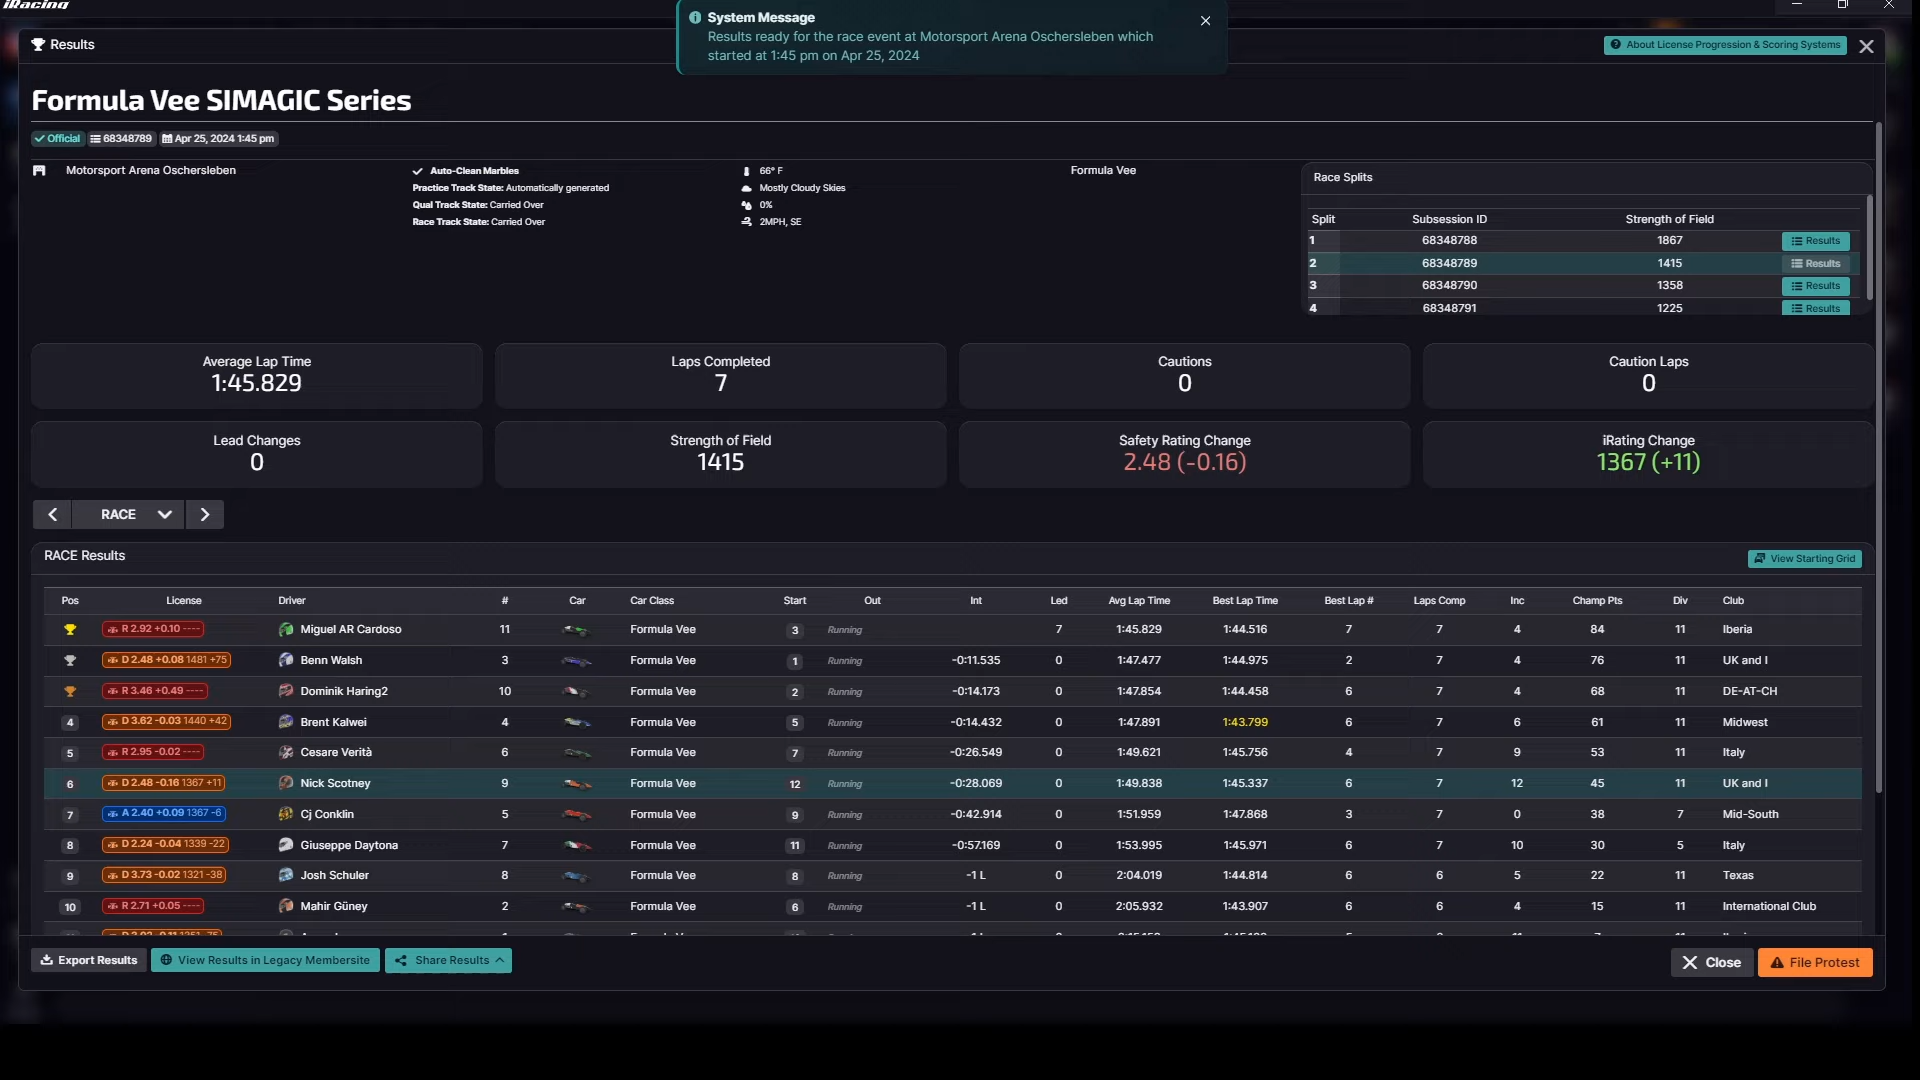 iRacing
System Message
Results ready for the race event at Motorsport Arena Oschersleben which
started at 1:45 pm on Apr 25, 2024
Results
About License Progression & Scoring Systems
Formula Vee SIMAGIC Series
Official 68348789 Apr 25, 2024 1:45 pm
Motorsport Arena Oschersleben
Auto-Clean Marbles
Practice Track State: Automatically generated
Qual Track State: Carried Over
Race Track State: Carried Over
66° F
Mostly Cloudy Skies
0%
2MPH, SE
Formula Vee
Race Splits
Split Subsession ID Strength of Field
1 68348788 1867 Results
2 68348789 1415 Results
3 68348790 1358 Results
4 68348791 1225 Results
Average Lap Time
1:45.829
Laps Completed
7
Cautions
0
Caution Laps
0
Lead Changes
0
Strength of Field
1415
Safety Rating Change
2.48 (-0.16)
iRating Change
1367 (+11)
RACE
RACE Results
View Starting Grid
Pos License Driver # Car Car Class Start Out Int Led Avg Lap Time Best Lap Time Best Lap # Laps Comp Inc Champ Pts Div Club
R 2.92 +0.10 ---- Miguel AR Cardoso 11 Formula Vee 3 Running 7 1:45.829 1:44.516 7 7 4 84 11 Iberia
D 2.48 +0.08 1481 +75 Benn Walsh 3 Formula Vee 1 Running -0:11.535 0 1:47.477 1:44.975 2 7 4 76 11 UK and I
R 3.46 +0.49 ---- Dominik Haring2 10 Formula Vee 2 Running -0:14.173 0 1:47.854 1:44.458 6 7 4 68 11 DE-AT-CH
4 D 3.62 -0.03 1440 +42 Brent Kalwei 4 Formula Vee 5 Running -0:14.432 0 1:47.891 1:43.799 6 7 6 61 11 Midwest
5 R 2.95 -0.02 ---- Cesare Verità 6 Formula Vee 7 Running -0:26.549 0 1:49.621 1:45.756 4 7 9 53 11 Italy
6 D 2.48 -0.16 1367 +11 Nick Scotney 9 Formula Vee 12 Running -0:28.069 0 1:49.838 1:45.337 6 7 12 45 11 UK and I
7 A 2.40 +0.09 1367 -6 Cj Conklin 5 Formula Vee 9 Running -0:42.914 0 1:51.959 1:47.868 3 7 0 38 7 Mid-South
8 D 2.24 -0.04 1339 -22 Giuseppe Daytona 7 Formula Vee 11 Running -0:57.169 0 1:53.995 1:45.971 6 7 10 30 5 Italy
9 D 3.73 -0.02 1321 -38 Josh Schuler 8 Formula Vee 8 Running -1 L 0 2:04.019 1:44.814 6 6 5 22 11 Texas
10 R 2.71 +0.05 ---- Mahir Güney 2 Formula Vee 6 Running -1 L 0 2:05.932 1:43.907 6 6 4 15 11 International Club
Export Results
View Results in Legacy Membersite
Share Results
Close
File Protest